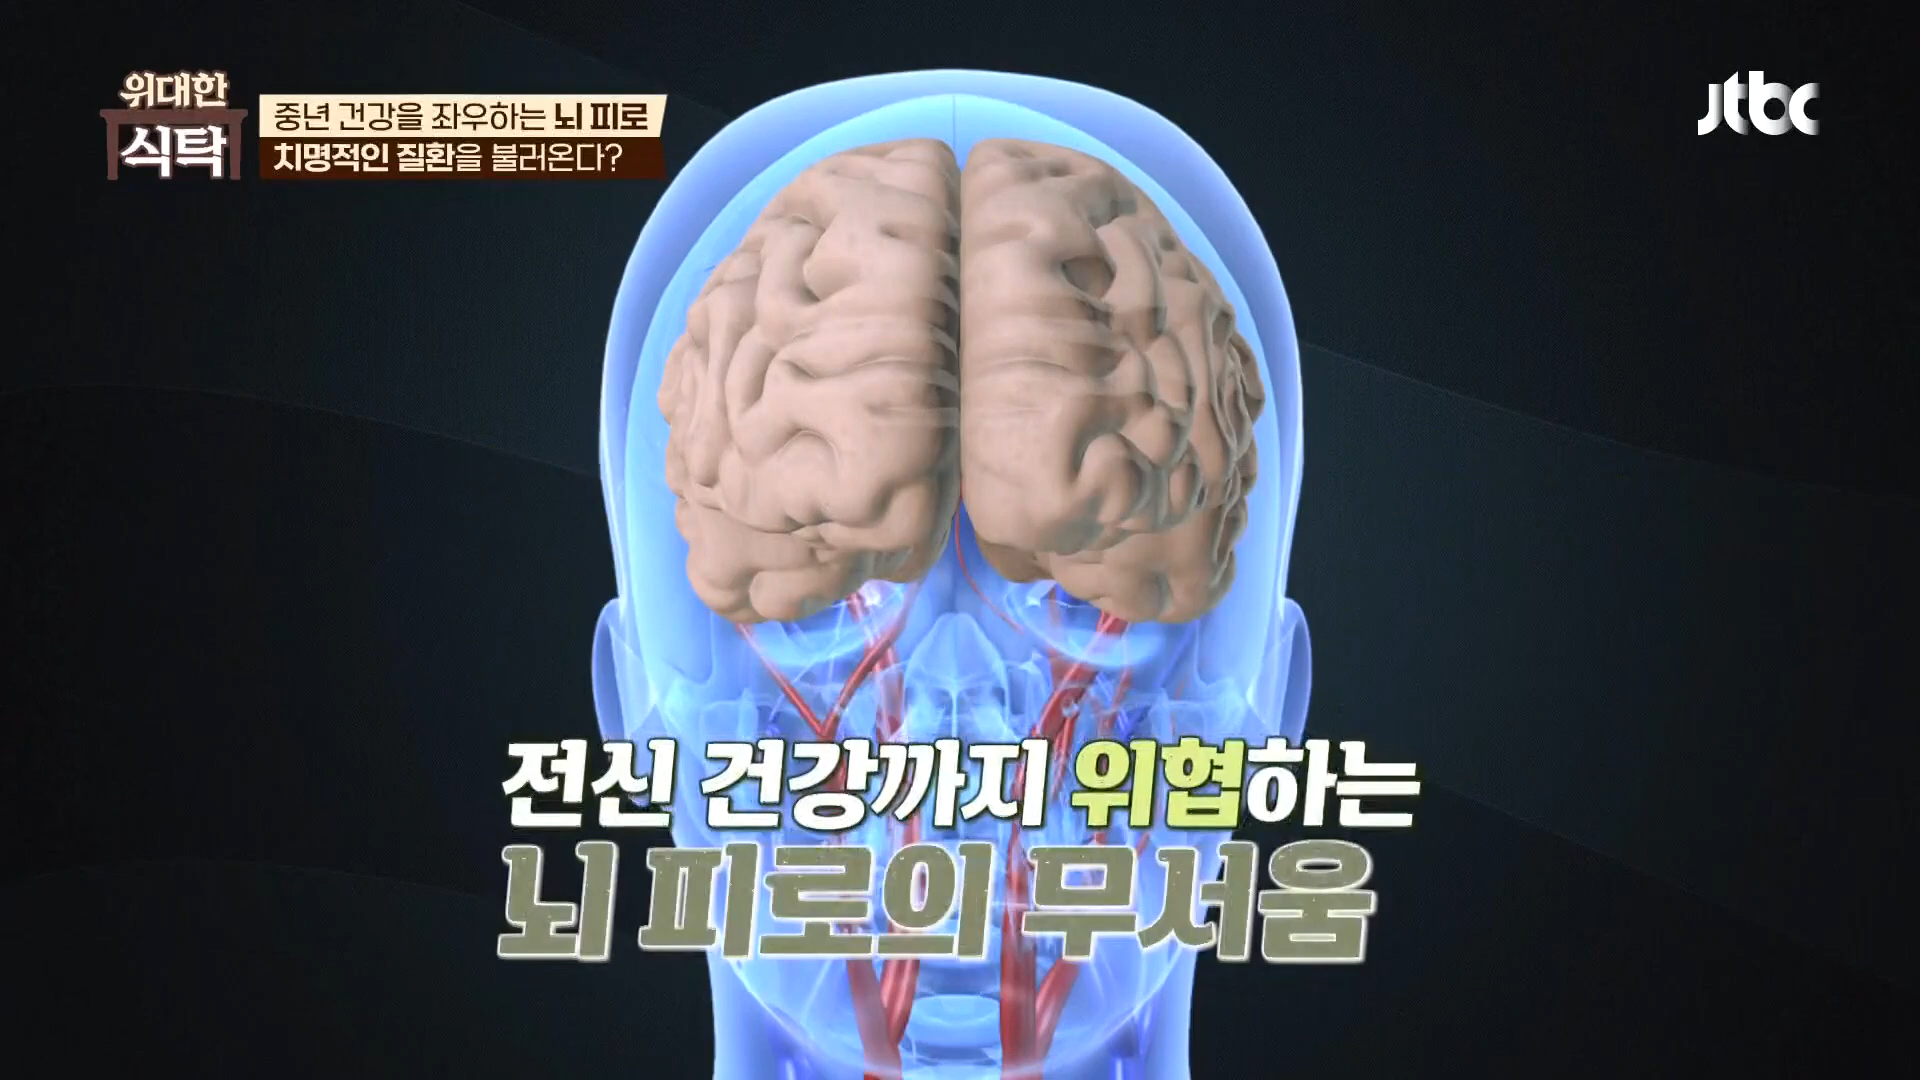 위대한
식탁
중년 건강을 좌우하는 뇌 피로
치명적인 질환을 불러온다?
jtbc
전신 건강까지 위협하는
뇌 피로의 무서움